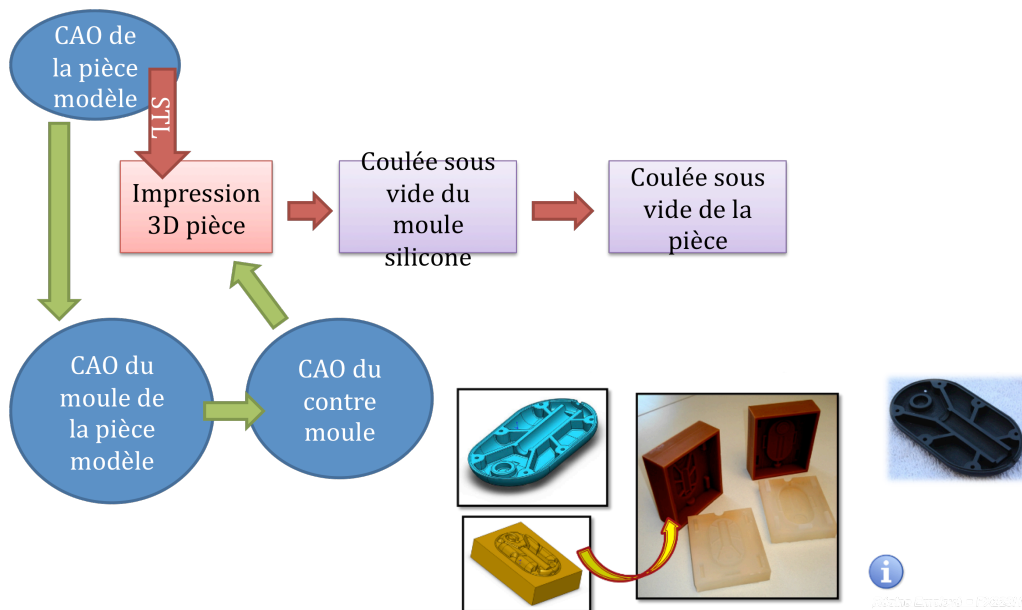 CAO de
la pièce
modèle
STL
Impression
3D pièce
Coulée sous
vide du
moule
silicone
Coulée sous
vide de la
pièce
CAO du
moule de
la pièce
modèle
CAO du
contre
moule
i